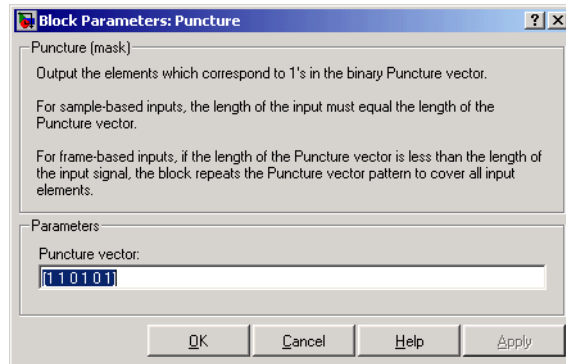 Block Parameters: Puncture
Puncture (mask)
Output the elements which correspond to 1's in the binary Puncture vector.
For sample-based inputs, the length of the input must equal the length of the
Puncture vector.
For frame-based inputs, if the length of the Puncture vector is less than the length of
the input signal, the block repeats the Puncture vector pattern to cover all input
elements.
Parameters
Puncture vector:
[1 1 0 1 0 1]
OK Cancel Help Apply